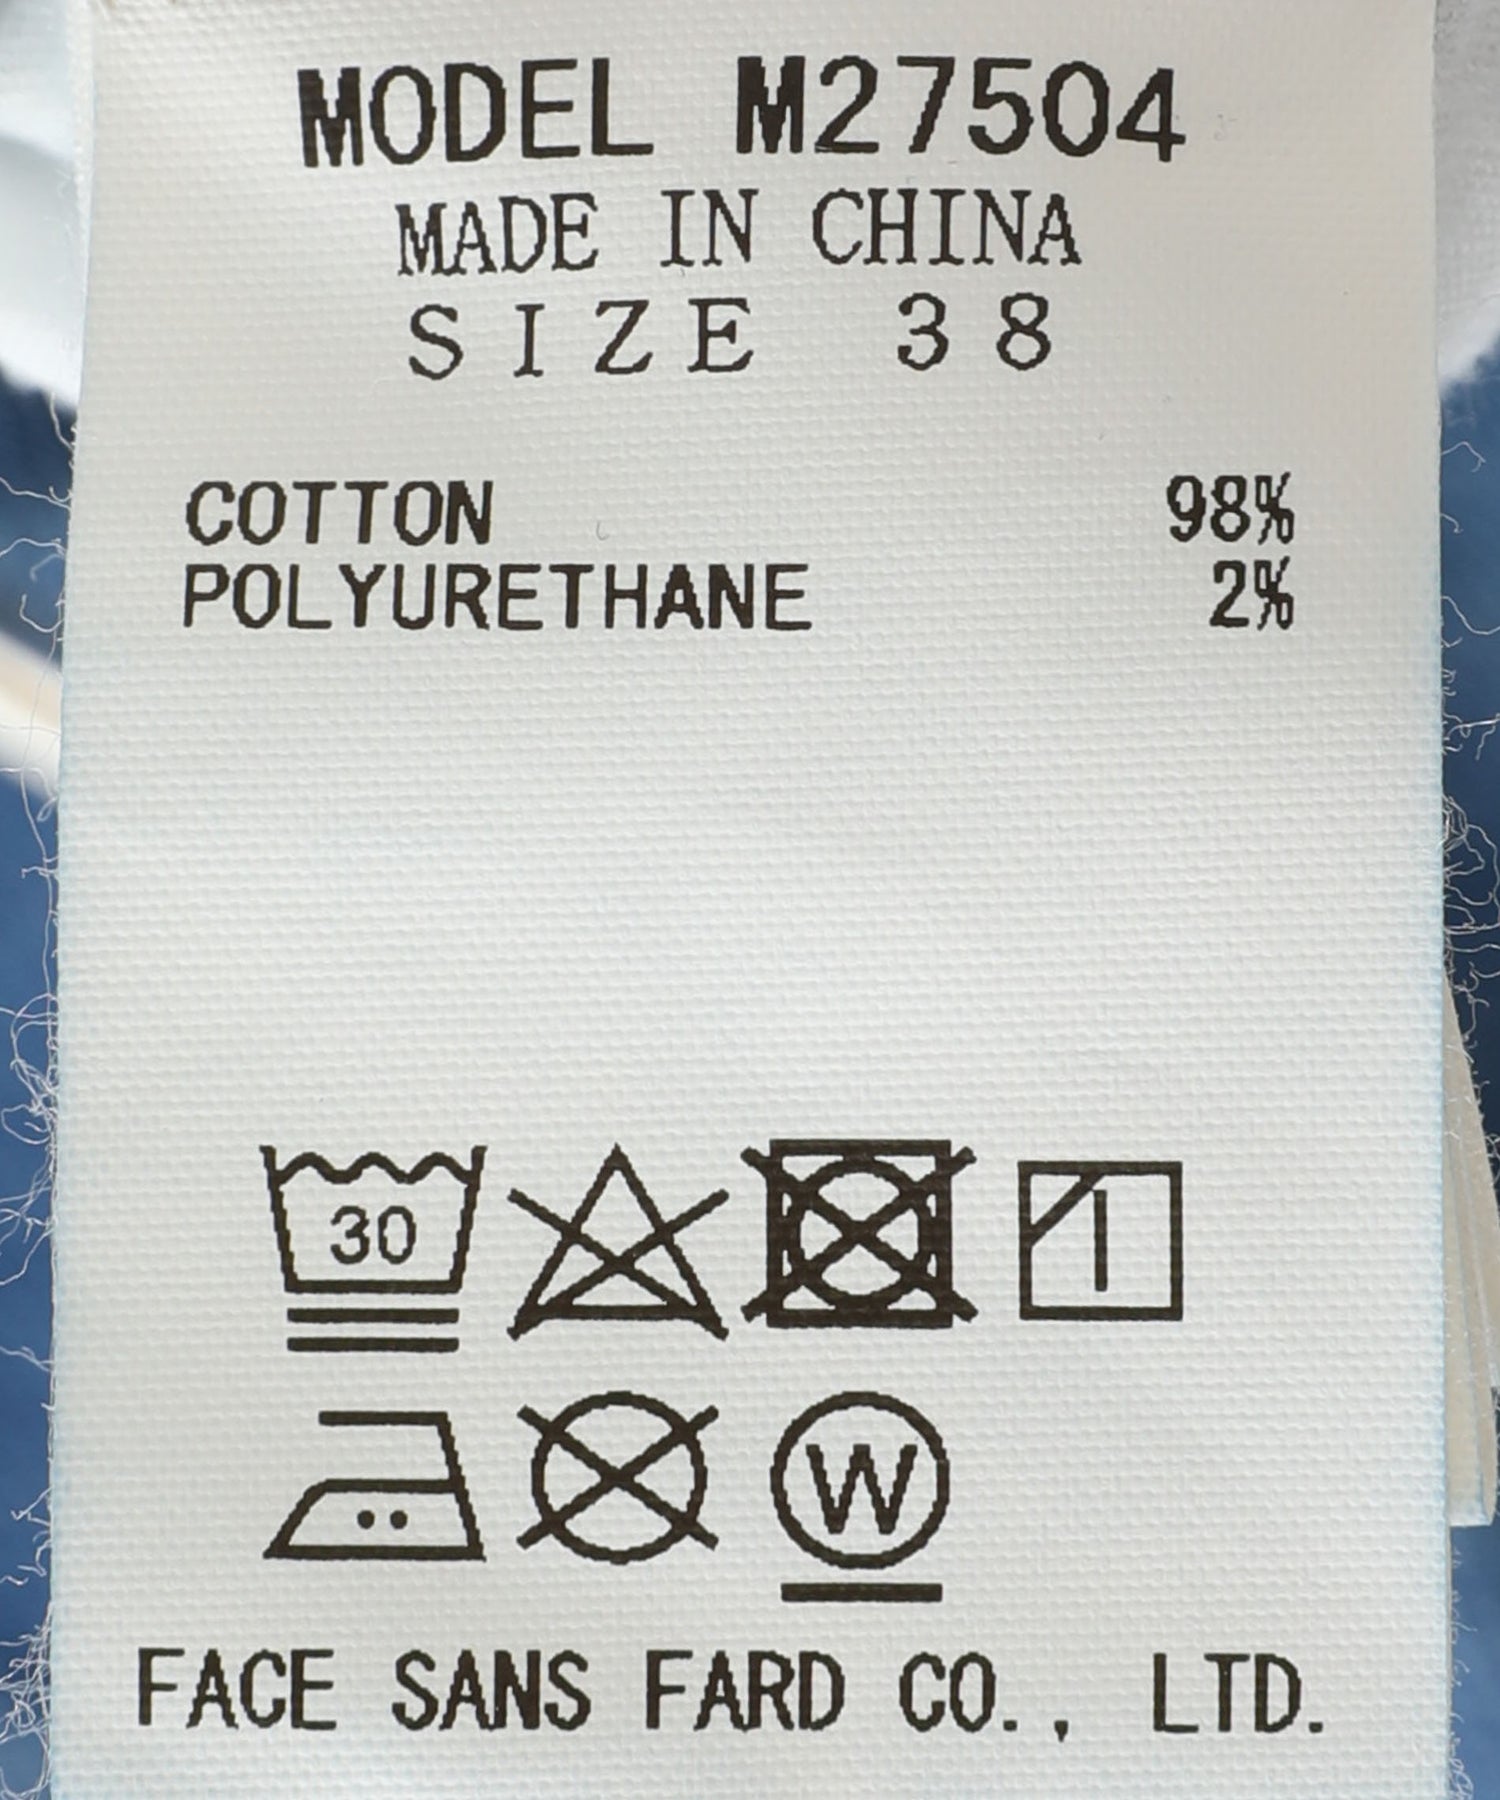 MODEL M27504
MADE IN CHINA
SIZE 38
COTTON 98%
POLYURETHANE 2%
30
W
FACE SANS FARD CO., LTD.